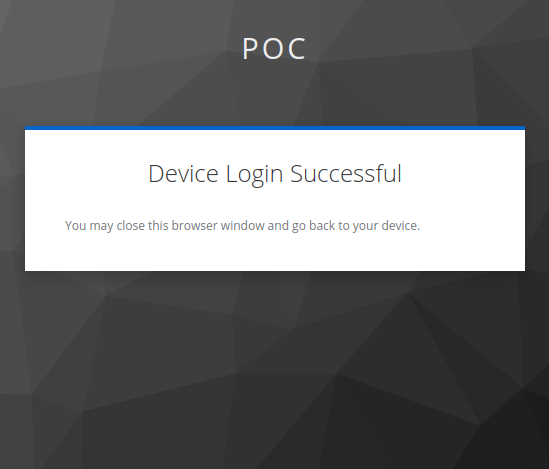 POC
Device Login Successful
You may close this browser window and go back to your device.